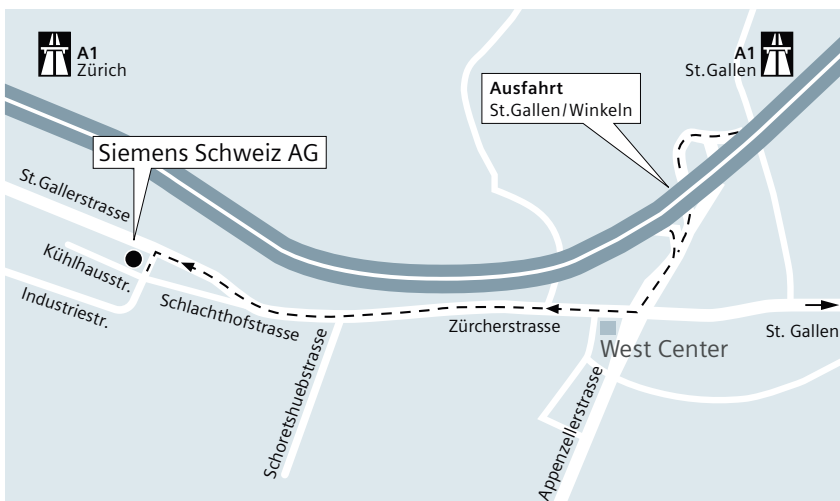 A1
Zürich
A1
St.Gallen
Ausfahrt
St.Gallen/Winkeln
Siemens Schweiz AG
St.Gallerstrasse
Kühlhausstr.
Industriestr.
Schlachthofstrasse
Zürcherstrasse
St. Gallen
West Center
Schoretshuebstrasse
Appenzellerstrasse